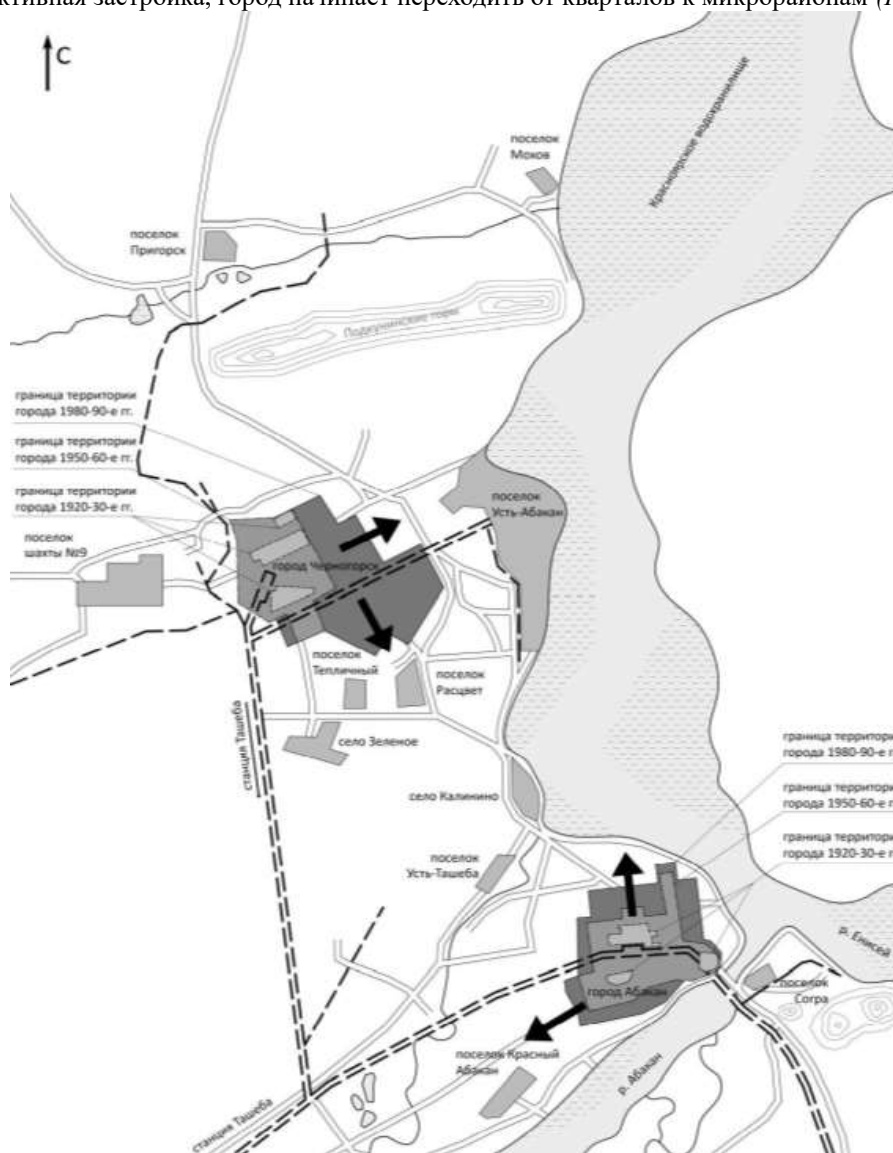 ктивная застройка, город начинает переходить от кварталов к микрорайонам
С
Красноярское водохранилище
поселок
Мохов
поселок
Пригорск
Подкунинские горы
граница территории
города 1980-90-е гг.
граница территории
города 1950-60-е гг.
граница территории
города 1920-30-е гг.
поселок
шахты №9
город Черногорск
поселок
Усть-Абакан
поселок
Тепличный
поселок
Расцвет
станция Ташеба
село Зеленое
село Калинино
граница территори
города 1980-90-е г
граница территори
города 1950-60-е г
граница территори
города 1920-30-е г
поселок
Усть-Ташеба
р. Енисей
город Абакан
поселок
Согра
поселок Красный
Абакан
р. Абакан
станция Ташеба